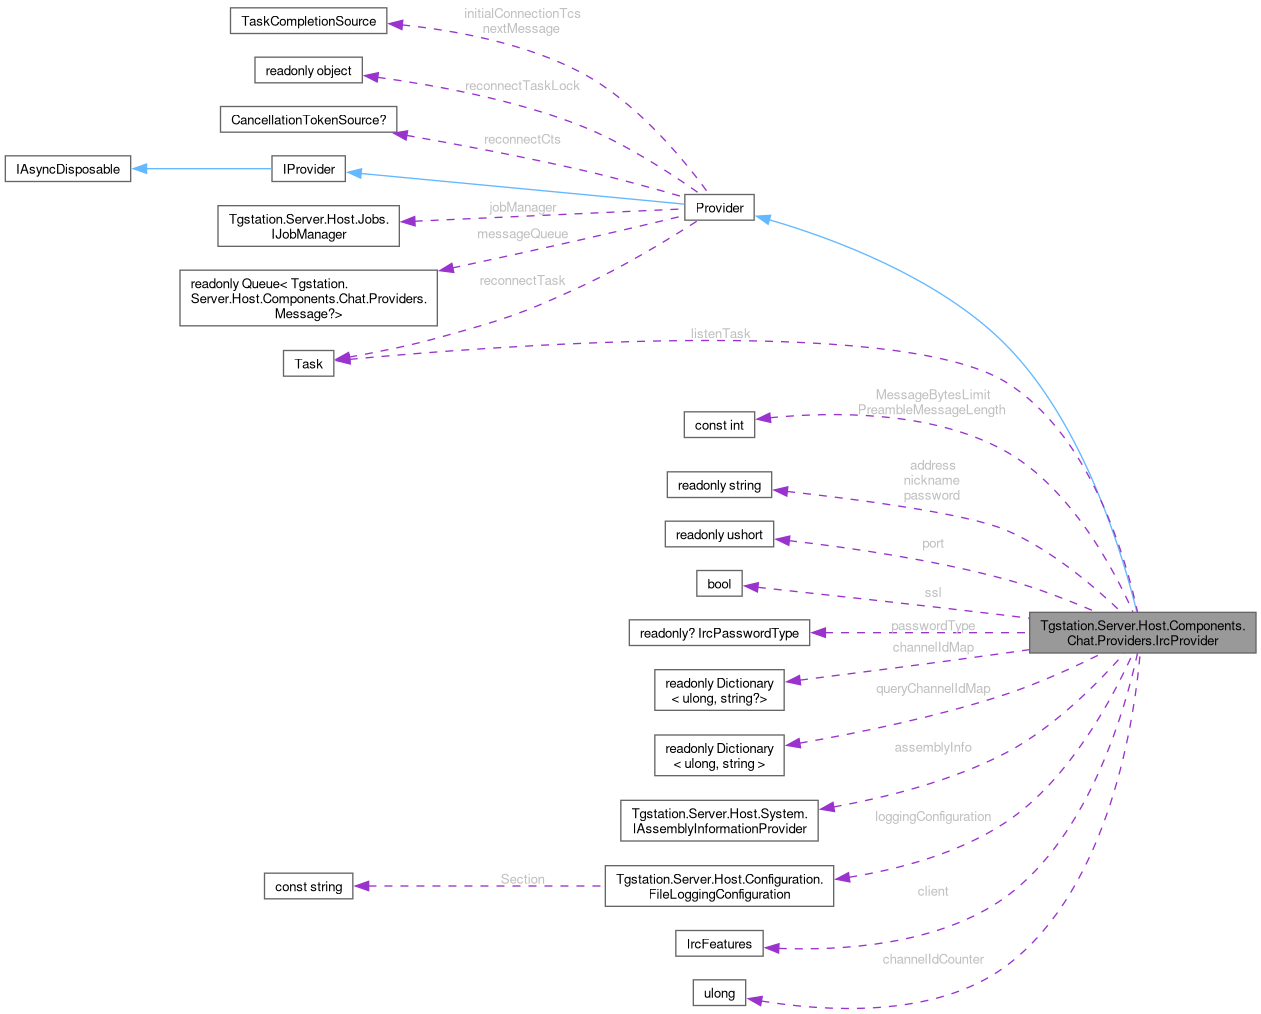 TaskCompletionSource
initialConnectionTcs
nextMessage
readonly object
reconnectTaskLock
CancellationTokenSource?
reconnectCts
IAsyncDisposable
IProvider
Provider
Tgstation.Server.Host.Jobs.
IJobManager
jobManager
messageQueue
readonly Queue< Tgstation.
Server.Host.Components.Chat.Providers.
Message?>
reconnectTask
Task
listenTask
const int
MessageBytesLimit
PreambleMessageLength
readonly string
address
nickname
password
readonly ushort
port
bool
ssl
Tgstation.Server.Host.Components.
Chat.Providers.IrcProvider
readonly? IrcPasswordType
passwordType
channelIdMap
readonly Dictionary
< ulong, string?>
queryChannelIdMap
readonly Dictionary
< ulong, string >
assemblyInfo
Tgstation.Server.Host.System.
IAssemblyInformationProvider
loggingConfiguration
const string
Section
Tgstation.Server.Host.Configuration.
FileLoggingConfiguration
client
IrcFeatures
channelIdCounter
ulong